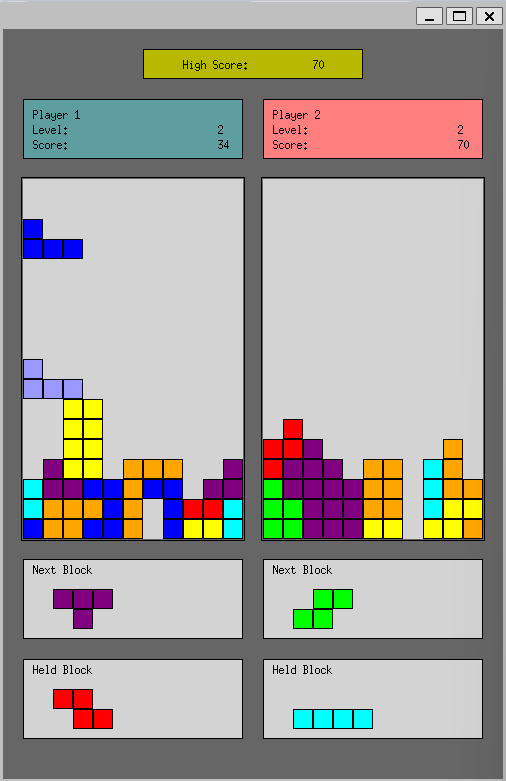 High Score: 70
Player 1
Level: 2
Score: 34
Player 2
Level: 2
Score: 70
Next Block
Next Block
Held Block
Held Block